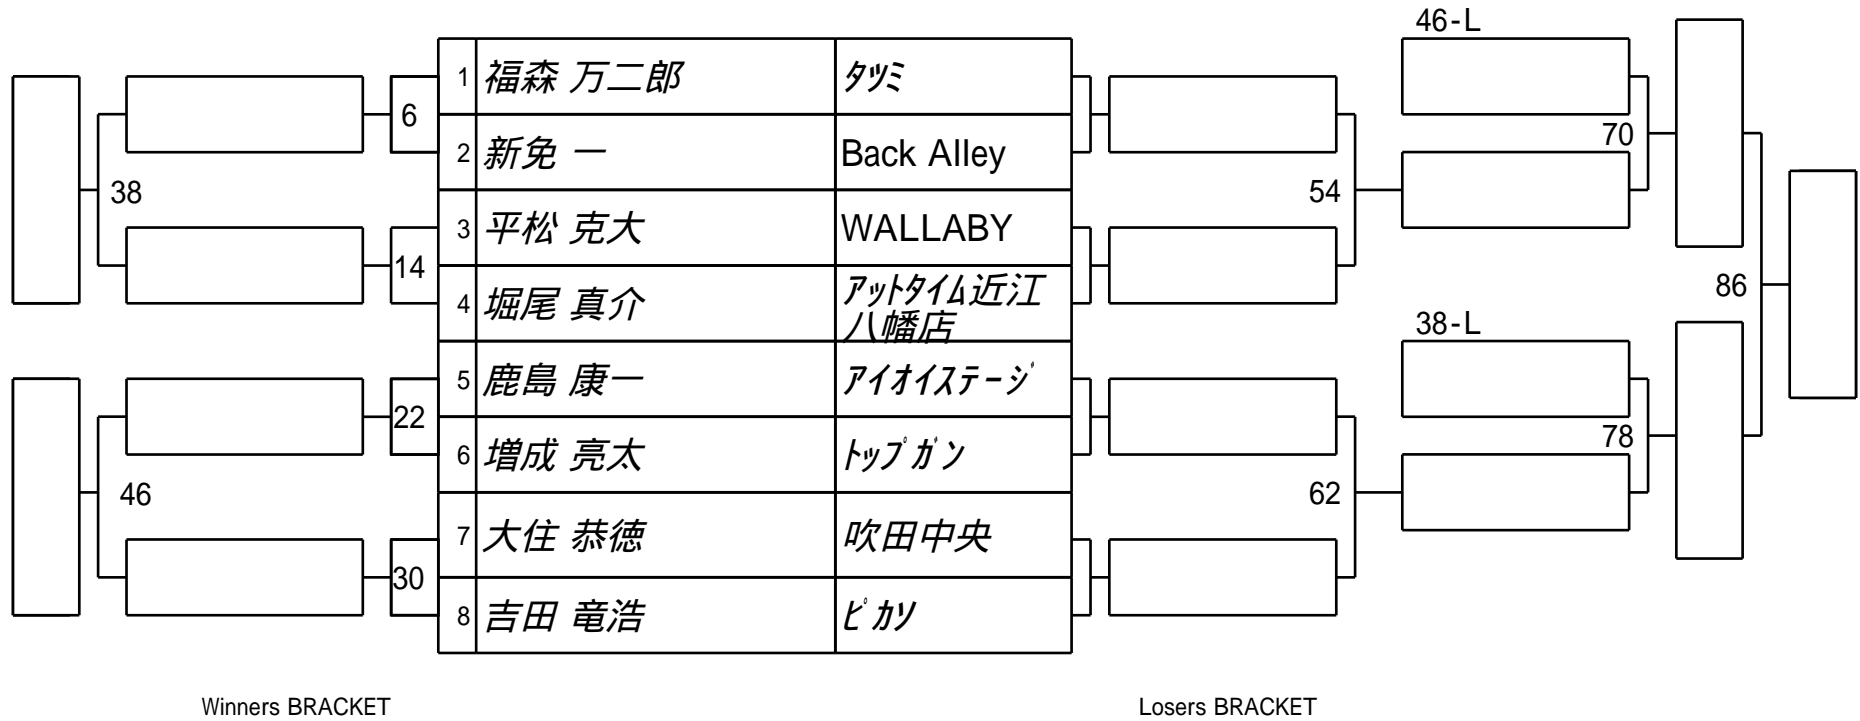 46-L
1 福森 万二郎 ﾀﾂﾐ
6
2 新免 一 Back Alley
70
38
54
3 平松 克大 WALLABY
14
4 堀尾 真介 ｱｯﾄﾀｲﾑ近江
八幡店
86
38-L
5 鹿島 康一 ｱｲｵｲｽﾃｰｼﾞ
22
6 増成 亮太 ﾄｯﾌﾟｶﾞﾝ
78
46
62
7 大住 恭徳 吹田中央
30
8 吉田 竜浩 ﾋﾟｶｿ
Winners BRACKET
Losers BRACKET